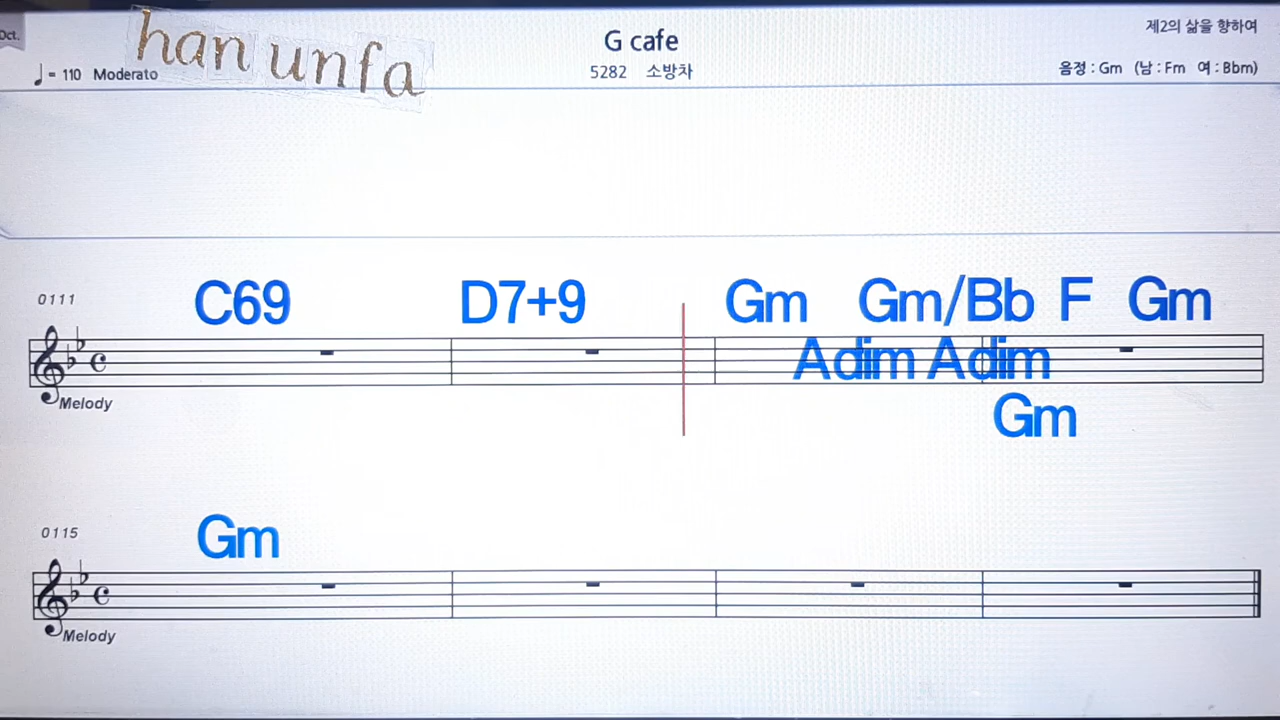 Oct.
han unfa
G cafe
제2의 삶을 향하여
♩= 110 Moderato
5282 소방차
음정 : Gm (남 : Fm 여 : Bbm)
0111
C69 D7+9 Gm Gm/Bb F Gm
Adim Adim
Melody
Gm
0115
Gm
Melody